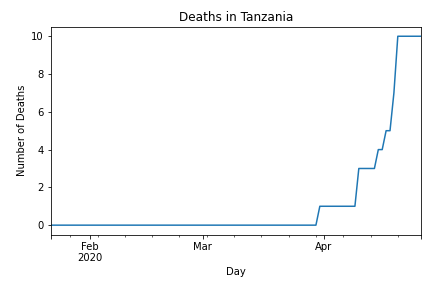 Deaths in Tanzania
Number of Deaths
10
8
6
4
2
0
Feb
2020
Mar
Apr
Day